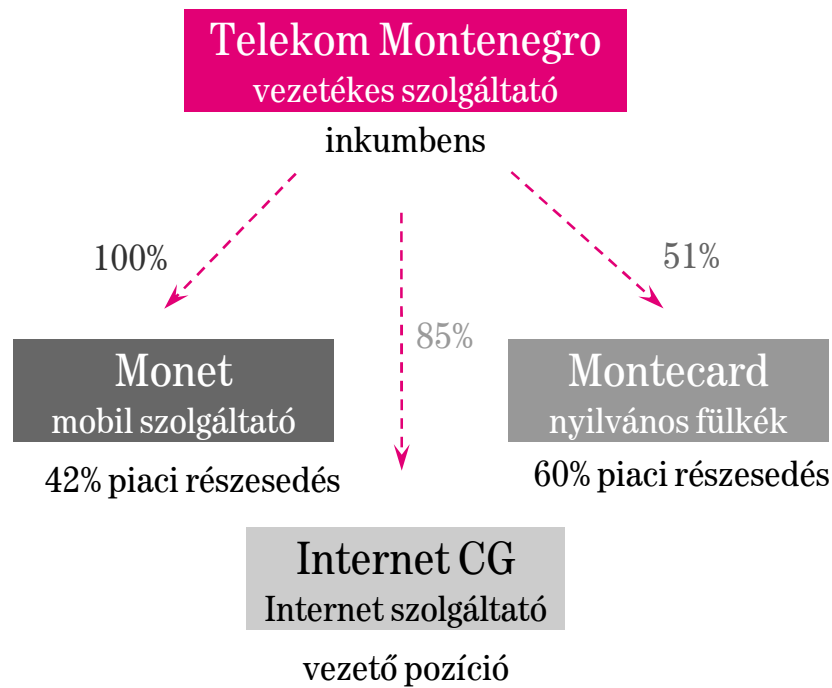 Telekom Montenegro
vezetékes szolgáltató
inkumbens
100%
85%
51%
Monet
mobil szolgáltató
42% piaci részesedés
Montecard
nyilvános fülkék
60% piaci részesedés
Internet CG
Internet szolgáltató
vezető pozíció